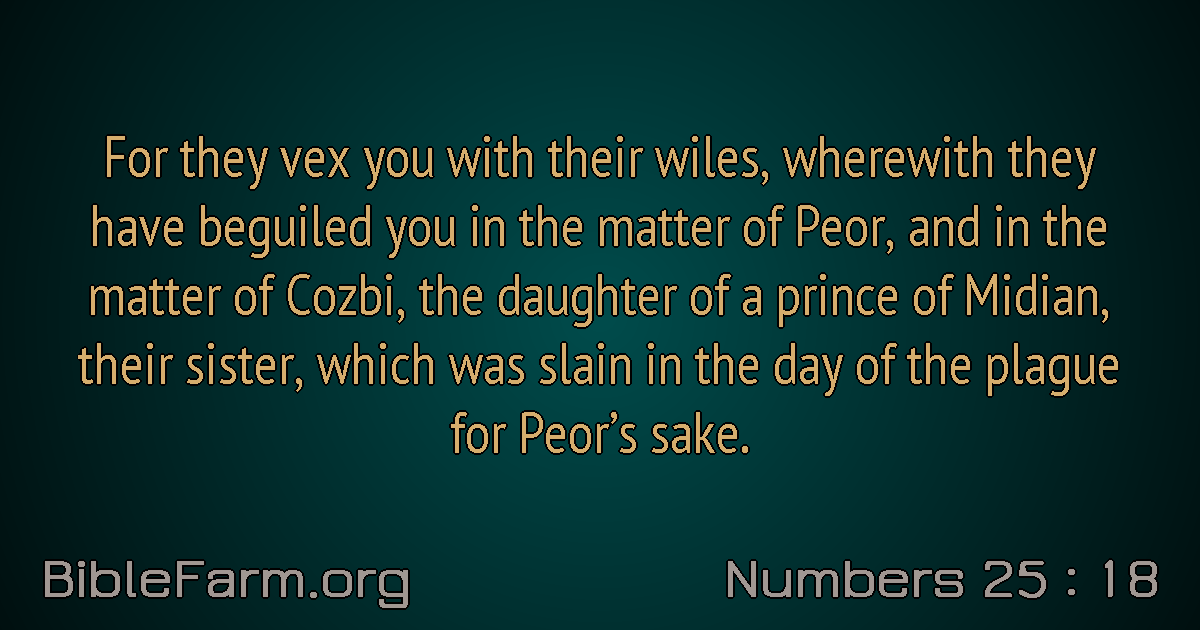 For they vex you with their wiles, wherewith they
have beguiled you in the matter of Peor, and in the
matter of Cozbi, the daughter of a prince of Midian,
their sister, which was slain in the day of the plague
for Peor’s sake.
BibleFarm.org
Numbers 25 : 18